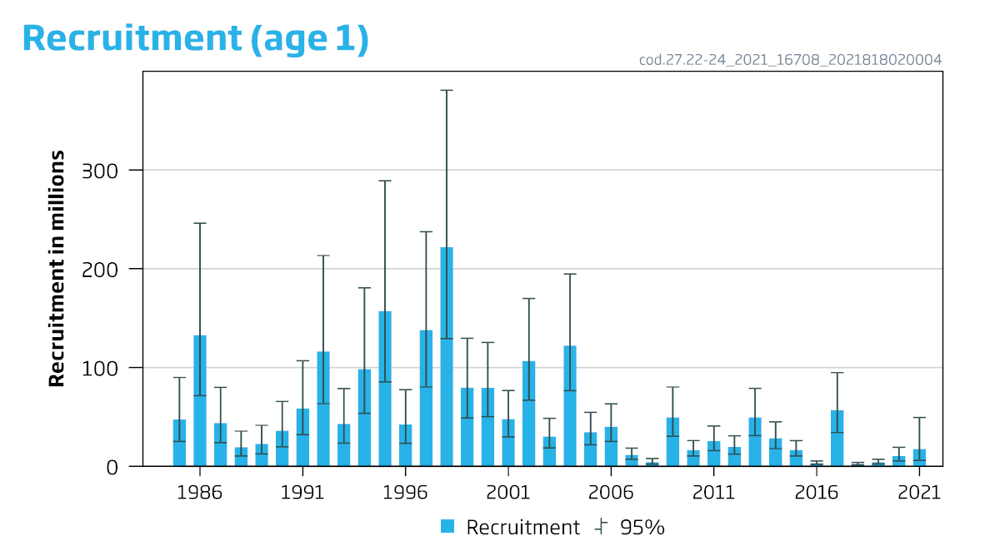 Recruitment (age 1)
cod.27.22-24_2021_16708_2021818020004
Recruitment in millions
300
200
100
0
1986 1991 1996 2001 2006 2011 2016 2021
Recruitment 95%